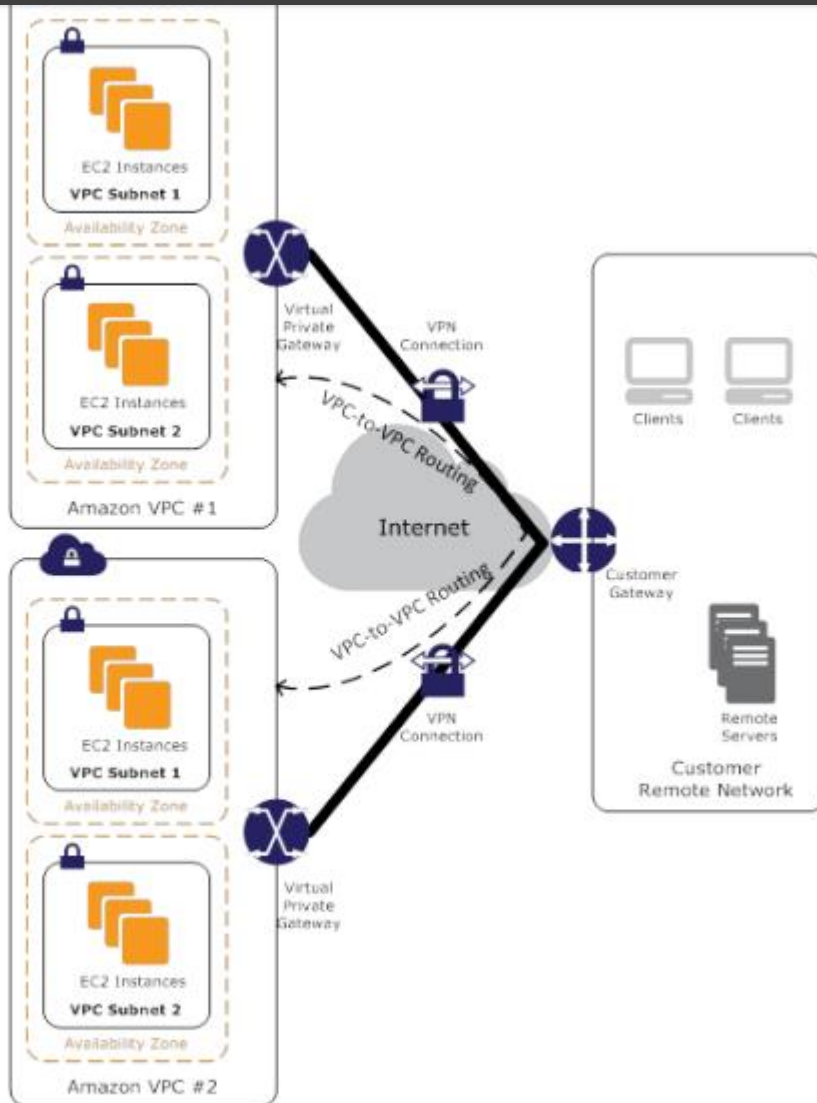 EC2 Instances
VPC Subnet 1
Availability Zone
EC2 Instances
VPC Subnet 2
Availability Zone
Amazon VPC #1
Virtual
Private
Gateway
VPN
Connection
VPC-to-VPC Routing
Internet
VPC-to-VPC Routing
VPN
Connection
Customer
Gateway
Clients
Clients
Remote
Servers
Customer
Remote Network
EC2 Instances
VPC Subnet 1
Availability Zone
Virtual
Private
Gateway
EC2 Instances
VPC Subnet 2
Availability Zone
Amazon VPC #2